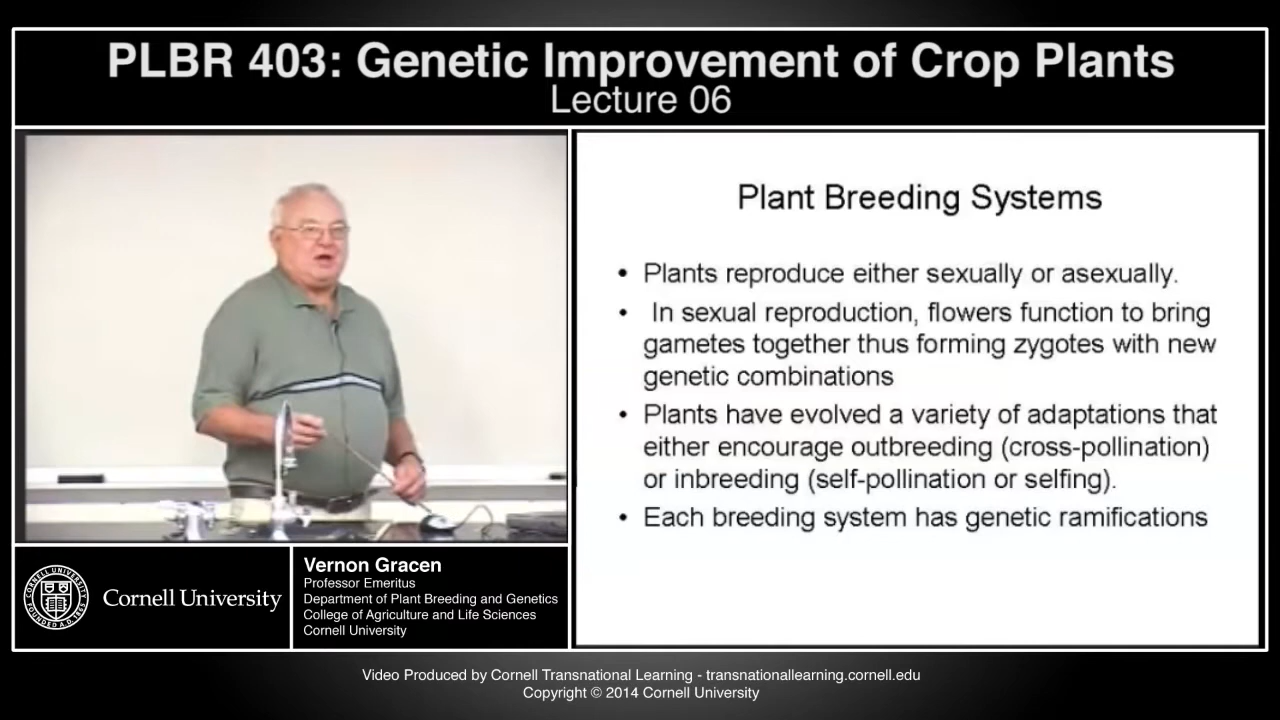 PLBR 403: Genetic Improvement of Crop Plants
Lecture 06
Plant Breeding Systems
• Plants reproduce either sexually or asexually.
• In sexual reproduction, flowers function to bring
gametes together thus forming zygotes with new
genetic combinations
• Plants have evolved a variety of adaptations that
either encourage outbreeding (cross-pollination)
or inbreeding (self-pollination or selfing).
• Each breeding system has genetic ramifications
Cornell University
Vernon Gracen
Professor Emeritus
Department of Plant Breeding and Genetics
College of Agriculture and Life Sciences
Cornell University
Video Produced by Cornell Transnational Learning - transnationallearning.cornell.edu
Copyright © 2014 Cornell University